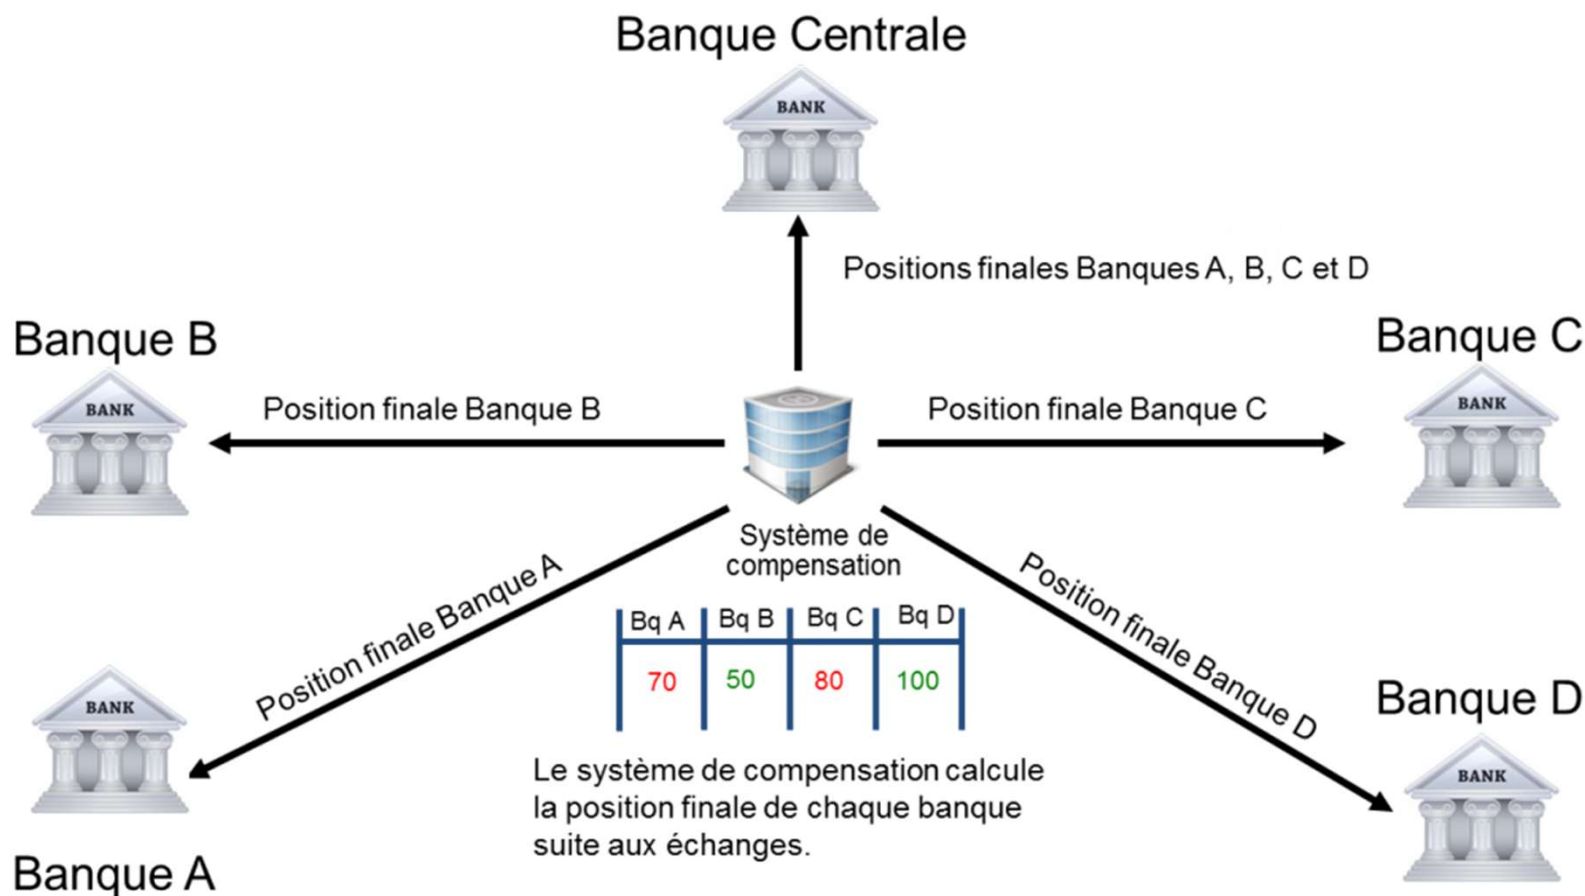 Banque Centrale
BANK
Positions finales Banques A, B, C et D
Banque B
Banque C
BANK
BANK
Position finale Banque B
Position finale Banque C
Système de
compensation
Position finale Banque A
Position finale Banque D
Bq A Bq B Bq C Bq D
70 50 80 100
BANK
Banque D
BANK
Le système de compensation calcule
la position finale de chaque banque
suite aux échanges.
Banque A